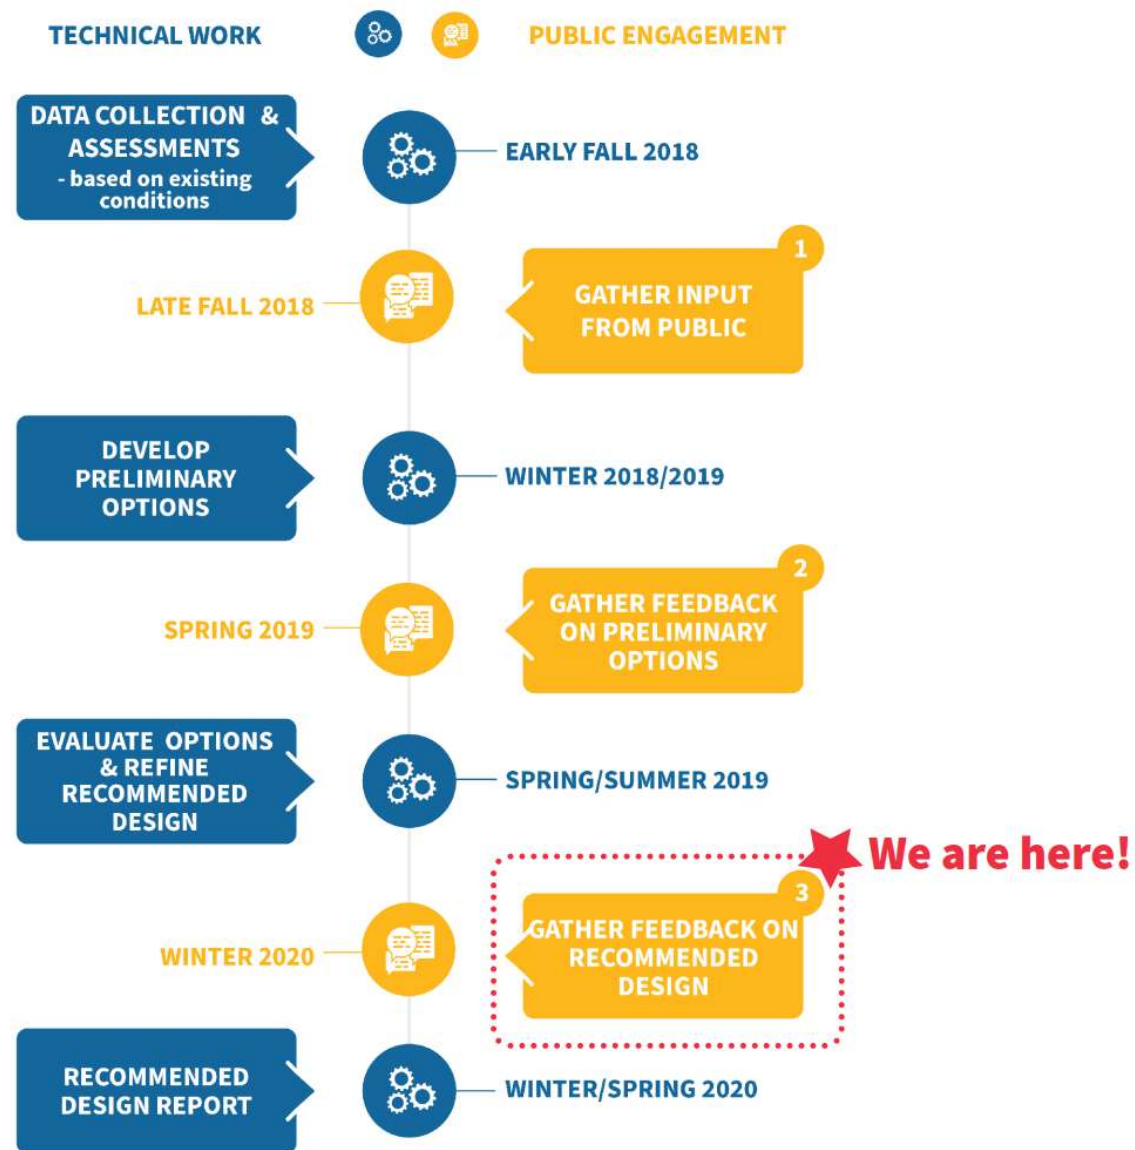 TECHNICAL WORK
PUBLIC ENGAGEMENT
DATA COLLECTION &
ASSESSMENTS
- based on existing
conditions
EARLY FALL 2018
LATE FALL 2018
1
GATHER INPUT
FROM PUBLIC
DEVELOP
PRELIMINARY
OPTIONS
WINTER 2018/2019
SPRING 2019
2
GATHER FEEDBACK
ON PRELIMINARY
OPTIONS
EVALUATE OPTIONS
& REFINE
RECOMMENDED
DESIGN
SPRING/SUMMER 2019
We are here!
WINTER 2020
3
GATHER FEEDBACK ON
RECOMMENDED
DESIGN
RECOMMENDED
DESIGN REPORT
WINTER/SPRING 2020